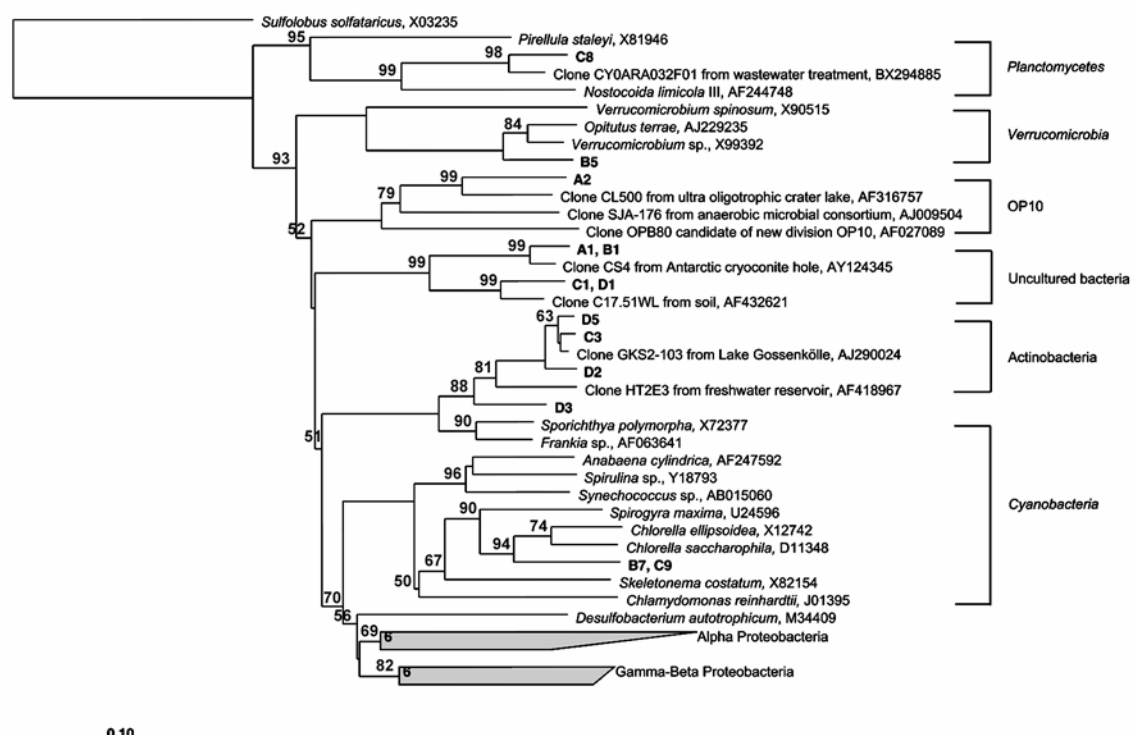 Sulfolobus solfataricus, X03235
95
Pirellula staleyi, X81946
98
C8
Clone CY0ARA032F01 from wastewater treatment, BX294885
99
Nostocoida limicola III, AF244748
Planctomycetes
Verrucomicrobium spinosum, X90515
84
Opitutus terrae, AJ229235
Verrucomicrobium sp., X99392
93
B5
Verrucomicrobia
99
A2
79
Clone CL500 from ultra oligotrophic crater lake, AF316757
Clone SJA-176 from anaerobic microbial consortium, AJ009504
52
Clone OPB80 candidate of new division OP10, AF027089
OP10
99
A1, B1
99
Clone CS4 from Antarctic cryoconite hole, AY124345
99
C1, D1
Clone C17.51WL from soil, AF432621
Uncultured bacteria
63
D5
C3
Clone GKS2-103 from Lake Gossenkölle, AJ290024
81
D2
88
Clone HT2E3 from freshwater reservoir, AF418967
D3
Actinobacteria
90
Sporichthya polymorpha, X72377
51
Frankia sp., AF063641
Anabaena cylindrica, AF247592
96
Spirulina sp., Y18793
Synechococcus sp., AB015060
Cyanobacteria
90
Spirogyra maxima, U24596
74
Chlorella ellipsoidea, X12742
94
Chlorella saccharophila, D11348
67
B7, C9
50
Skeletonema costatum, X82154
70
Chlamydomonas reinhardtii, J01395
56
Desulfobacterium autotrophicum, M34409
69
6
Alpha Proteobacteria
82
6
Gamma-Beta Proteobacteria
0.10